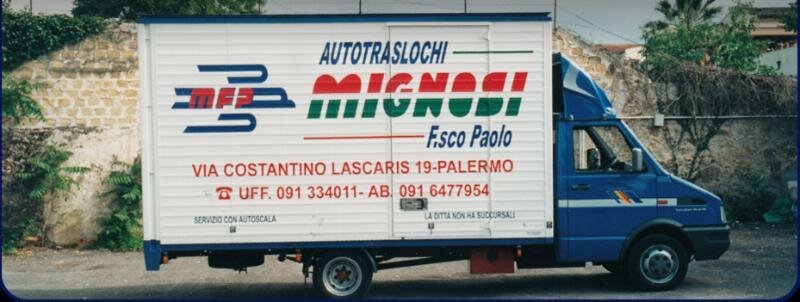 AUTOTRASLOCHI
MFP
MIGNOSI
F.sco Paolo
VIA COSTANTINO LASCARIS 19-PALERMO
☎ UFF. 091 334011- AB. 091 6477954
SERVIZIO CON AUTOSCALA
LA DITTA NON HA SUCCURSALI